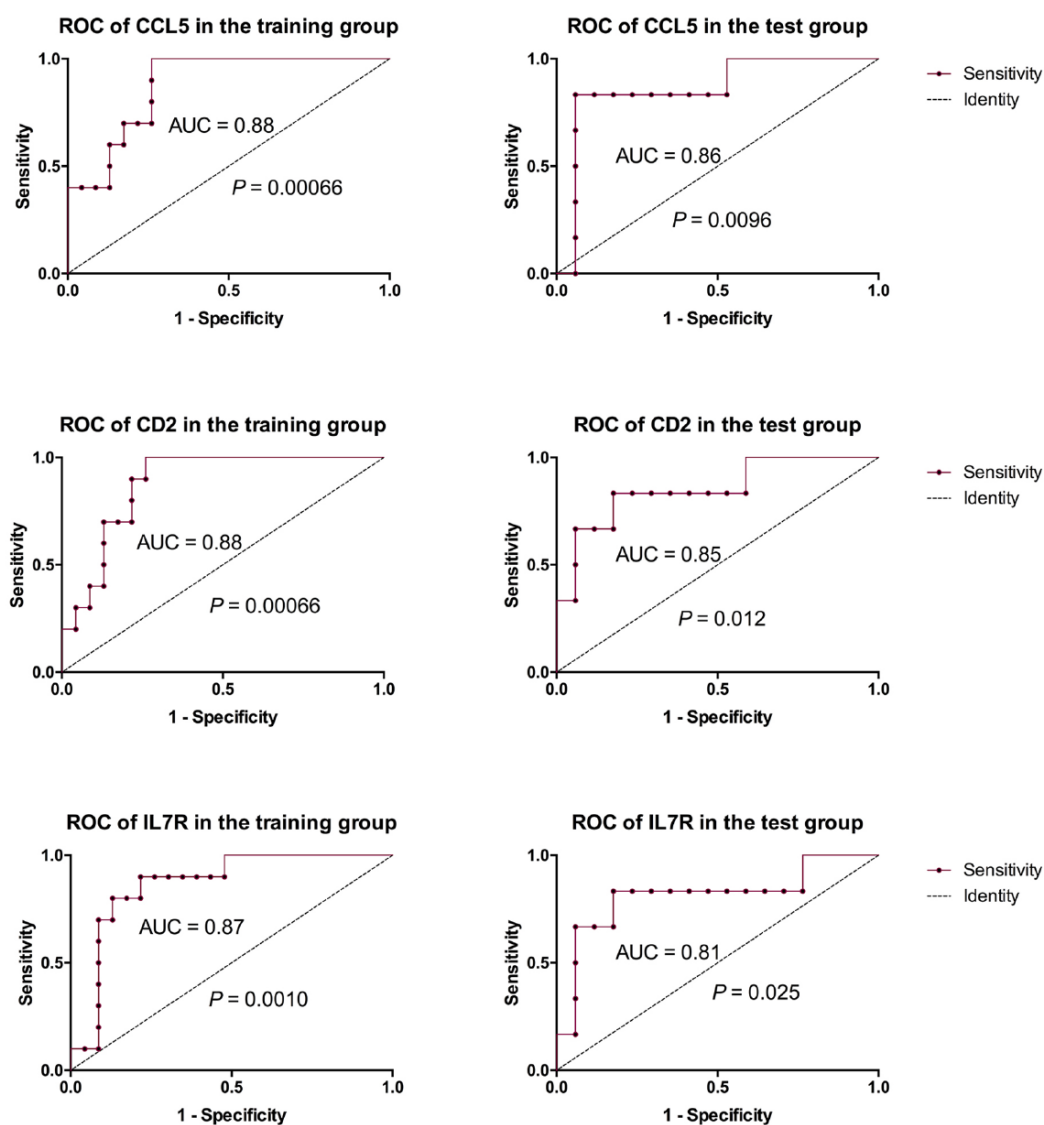 ROC of CCL5 in the training group
1.0
0.5
0.0
Sensitivity
AUC = 0.88
P = 0.00066
0.0 0.5 1.0
1 - Specificity
ROC of CCL5 in the test group
1.0
0.5
0.0
Sensitivity
AUC = 0.86
P = 0.0096
0.0 0.5 1.0
1 - Specificity
Sensitivity
Identity
ROC of CD2 in the training group
1.0
0.5
0.0
Sensitivity
AUC = 0.88
P = 0.00066
0.0 0.5 1.0
1 - Specificity
ROC of CD2 in the test group
1.0
0.5
0.0
Sensitivity
AUC = 0.85
P = 0.012
0.0 0.5 1.0
1 - Specificity
Sensitivity
Identity
ROC of IL7R in the training group
1.0
0.5
0.0
Sensitivity
AUC = 0.87
P = 0.0010
0.0 0.5 1.0
1 - Specificity
ROC of IL7R in the test group
1.0
0.5
0.0
Sensitivity
AUC = 0.81
P = 0.025
0.0 0.5 1.0
1 - Specificity
Sensitivity
Identity